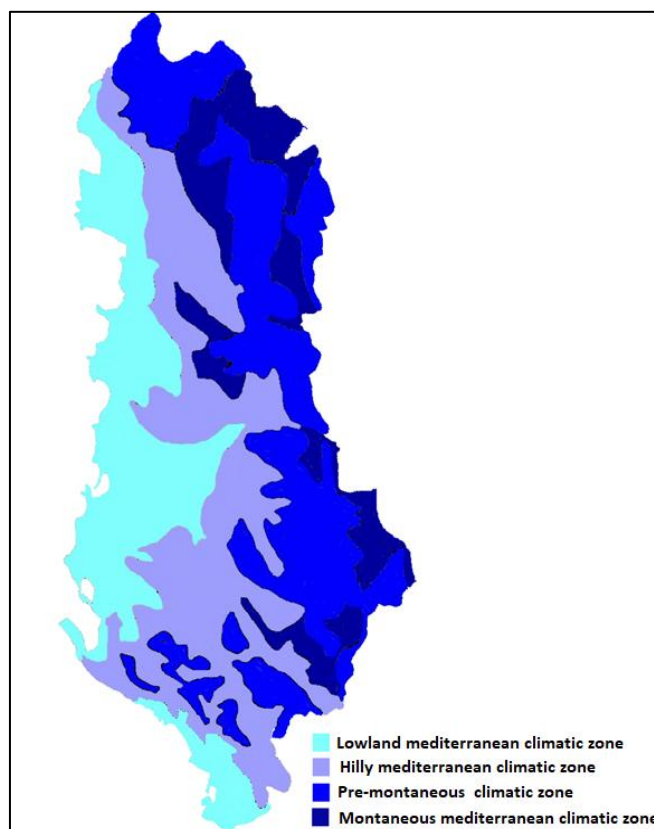 Lowland mediterranean climatic zone
Hilly mediterranean climatic zone
Pre-montaneous climatic zone
Montaneous mediterranean climatic zone